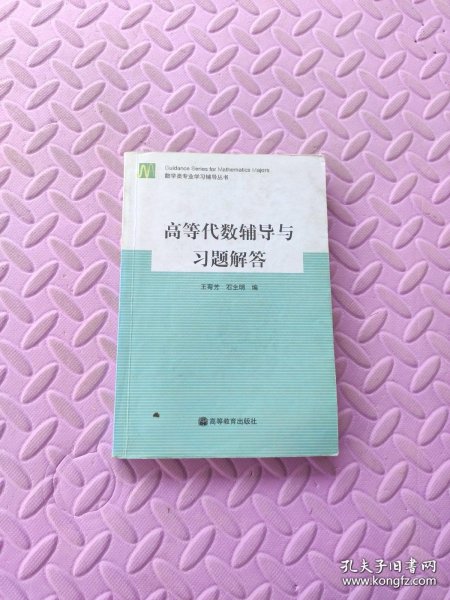 Guidance Series for Mathematics Majors
数学类专业学习辅导丛书
高等代数辅导与
习题解答
王萼芳 石生明 编
高等教育出版社
孔夫子旧书网
www.kongfz.com